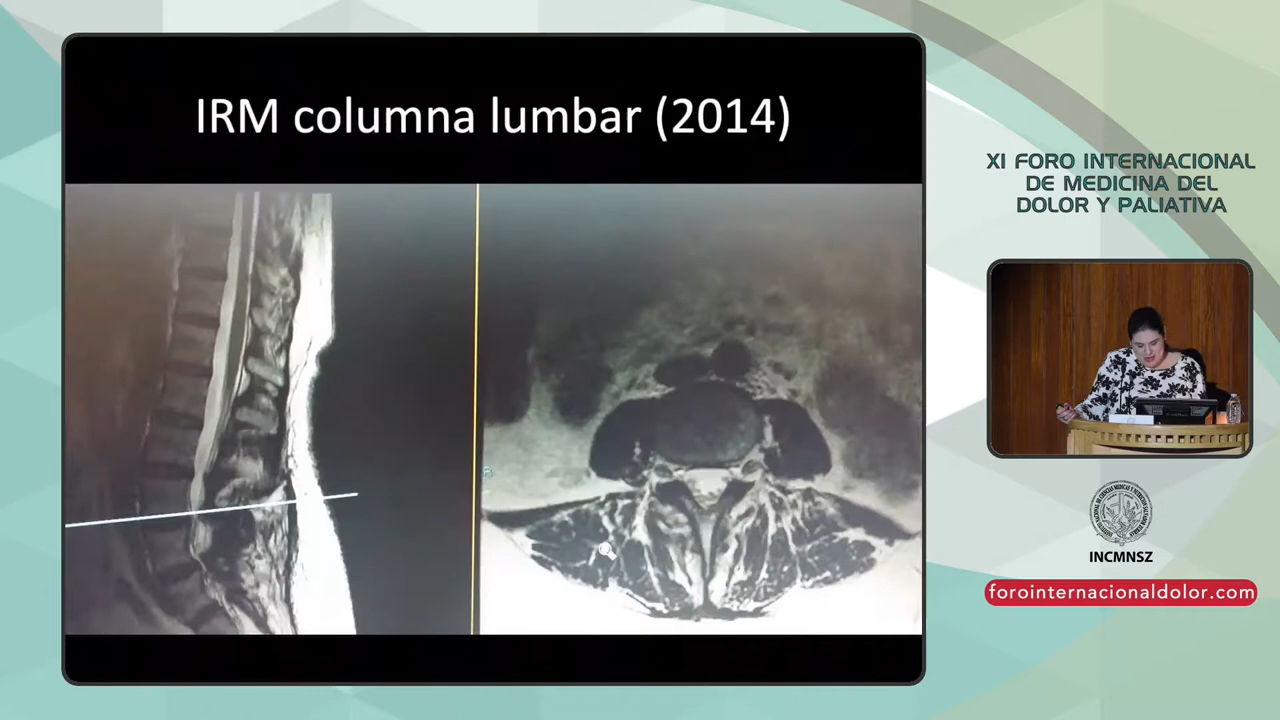 IRM columna lumbar (2014)
XI FORO INTERNACIONAL
DE MEDICINA DEL
DOLOR Y PALIATIVA
INCMNSZ
forointernacionaldolor.com